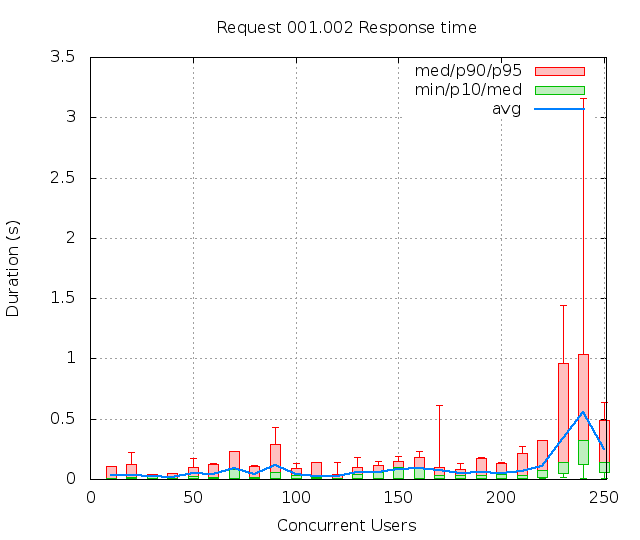 Request 001.002 Response time
med/p90/p95
min/p10/med
avg
Duration (s)
3.5
3
2.5
2
1.5
1
0.5
0
0 50 100 150 200 250
Concurrent Users